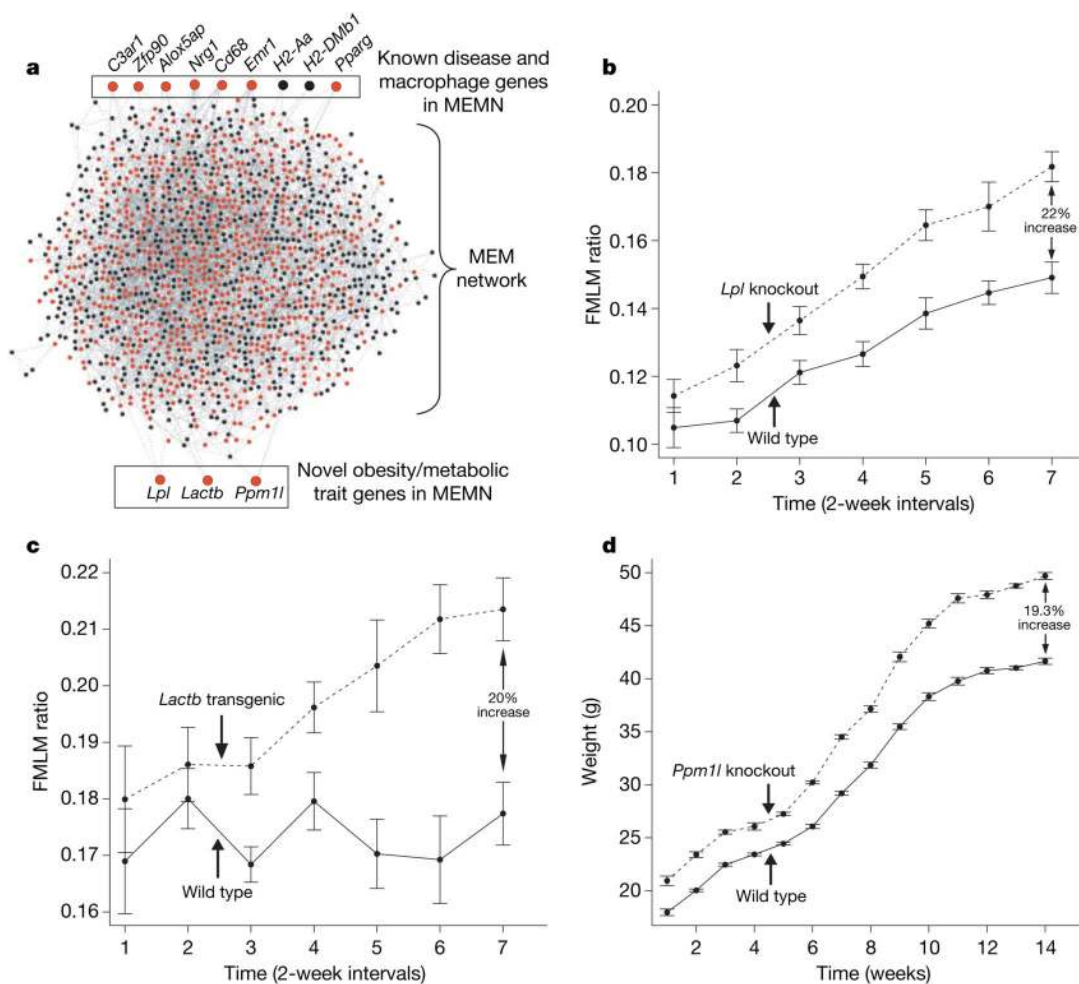 a
C3ar1
Zfp90
Alox5ap
Nrg1
Cd68
Emr1
H2-Aa
H2-DMb1
Pparg
Known disease and
macrophage genes
in MEMN
MEM
network
Novel obesity/metabolic
trait genes in MEMN
Lpl Lactb Ppm1l
b
FMLM ratio
0.20
0.18
0.16
0.14
0.12
0.10
Lpl knockout
Wild type
22%
increase
1 2 3 4 5 6 7
Time (2-week intervals)
c
FMLM ratio
0.22
0.21
0.20
0.19
0.18
0.17
0.16
Lactb transgenic
Wild type
20%
increase
1 2 3 4 5 6 7
Time (2-week intervals)
d
Weight (g)
50
45
40
35
30
25
20
Ppm1l knockout
Wild type
19.3%
increase
2 4 6 8 10 12 14
Time (weeks)